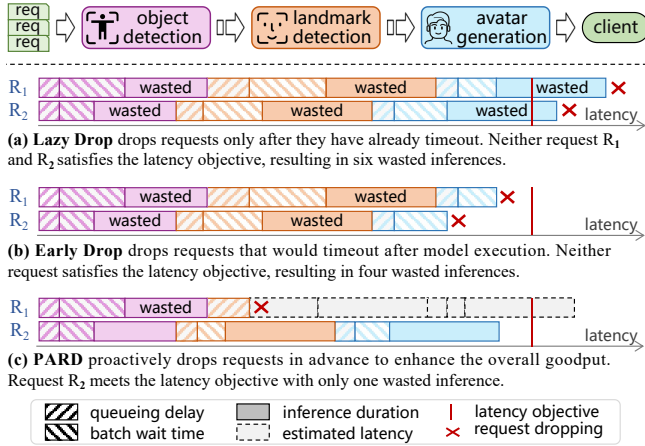 req
req
req
object detection
landmark detection
avatar generation
client
R1 wasted wasted wasted
R2 wasted wasted wasted
latency
(a) Lazy Drop drops requests only after they have already timeout. Neither request R1
and R2 satisfies the latency objective, resulting in six wasted inferences.
R1 wasted wasted
R2 wasted wasted
latency
(b) Early Drop drops requests that would timeout after model execution. Neither
request satisfies the latency objective, resulting in four wasted inferences.
R1 wasted
R2
latency
(c) PARD proactively drops requests in advance to enhance the overall goodput.
Request R2 meets the latency objective with only one wasted inference.
queueing delay inference duration latency objective
batch wait time estimated latency request dropping